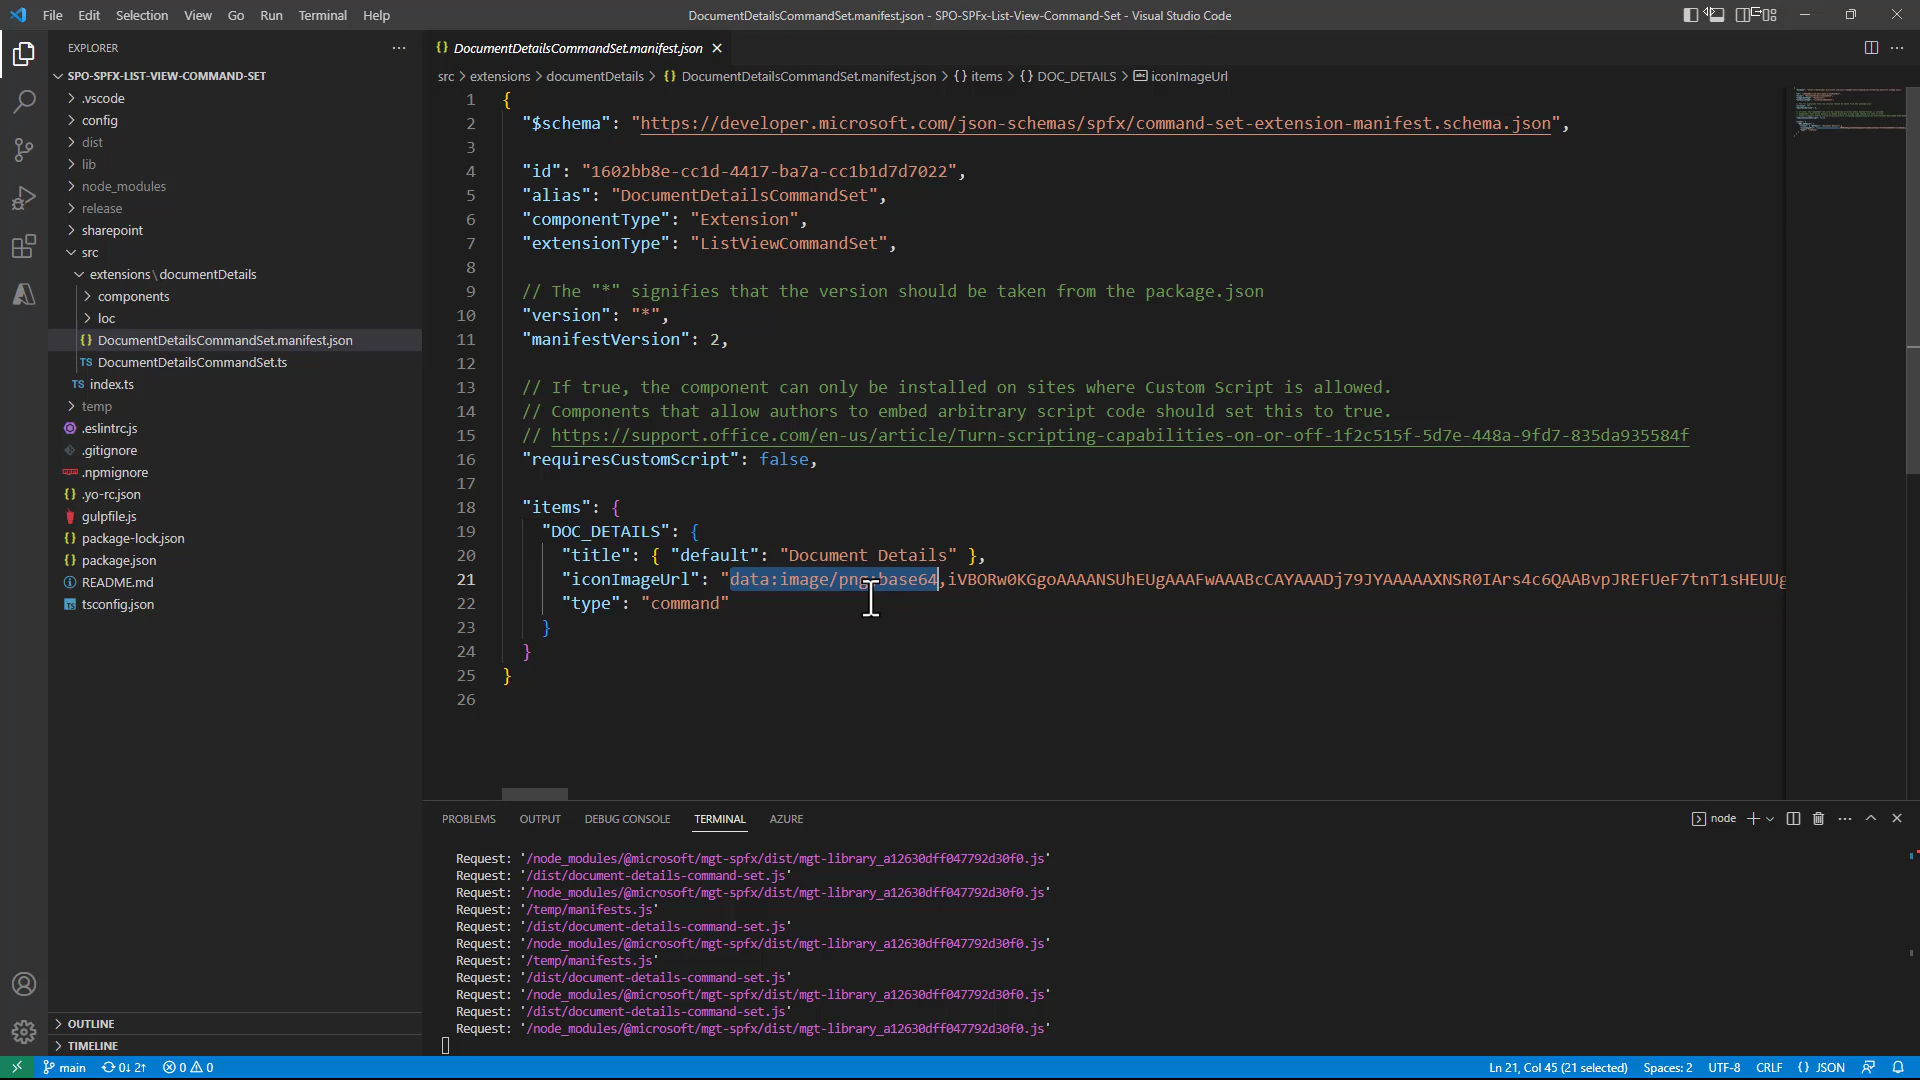 File Edit Selection View Go Run Terminal Help
DocumentDetailsCommandSet.manifest.json - SPO-SPFx-List-View-Command-Set - Visual Studio Code
EXPLORER
SPO-SPFX-LIST-VIEW-COMMAND-SET
.vscode
config
dist
lib
node_modules
release
sharepoint
src
extensions \ documentDetails
components
loc
{} DocumentDetailsCommandSet.manifest.json
TS DocumentDetailsCommandSet.ts
TS index.ts
temp
.eslintrc.js
.gitignore
.npmignore
{} .yo-rc.json
gulpfile.js
{} package-lock.json
{} package.json
README.md
tsconfig.json
OUTLINE
TIMELINE
{} DocumentDetailsCommandSet.manifest.json
src > extensions > documentDetails > {} DocumentDetailsCommandSet.manifest.json > {} items > {} DOC_DETAILS > abc iconImageUrl
1 {
2 "$schema": "https://developer.microsoft.com/json-schemas/spfx/command-set-extension-manifest.schema.json",
3
4 "id": "1602bb8e-cc1d-4417-ba7a-cc1b1d7d7022",
5 "alias": "DocumentDetailsCommandSet",
6 "componentType": "Extension",
7 "extensionType": "ListViewCommandSet",
8
9 // The "*" signifies that the version should be taken from the package.json
10 "version": "*",
11 "manifestVersion": 2,
12
13 // If true, the component can only be installed on sites where Custom Script is allowed.
14 // Components that allow authors to embed arbitrary script code should set this to true.
15 // https://support.office.com/en-us/article/Turn-scripting-capabilities-on-or-off-1f2c515f-5d7e-448a-9fd7-835da935584f
16 "requiresCustomScript": false,
17
18 "items": {
19 "DOC_DETAILS": {
20 "title": { "default": "Document Details" },
21 "iconImageUrl": "data:image/png;base64,iVBORw0KGgoAAAANSUhEUgAAAFwAAABcCAYAAADj79JYAAAAAXNSR0IArs4c6QAABvpJREFUeF7tnT1sHEUUg
22 "type": "command"
23 }
24 }
25 }
26
PROBLEMS OUTPUT DEBUG CONSOLE TERMINAL AZURE
node
Request: '/node_modules/@microsoft/mgt-spfx/dist/mgt-library_a12630dff047792d30f0.js'
Request: '/dist/document-details-command-set.js'
Request: '/node_modules/@microsoft/mgt-spfx/dist/mgt-library_a12630dff047792d30f0.js'
Request: '/temp/manifests.js'
Request: '/dist/document-details-command-set.js'
Request: '/node_modules/@microsoft/mgt-spfx/dist/mgt-library_a12630dff047792d30f0.js'
Request: '/temp/manifests.js'
Request: '/dist/document-details-command-set.js'
Request: '/node_modules/@microsoft/mgt-spfx/dist/mgt-library_a12630dff047792d30f0.js'
Request: '/dist/document-details-command-set.js'
Request: '/node_modules/@microsoft/mgt-spfx/dist/mgt-library_a12630dff047792d30f0.js'
main 0↓ 2↑ 0 0 Ln 21, Col 45 (21 selected) Spaces: 2 UTF-8 CRLF {} JSON